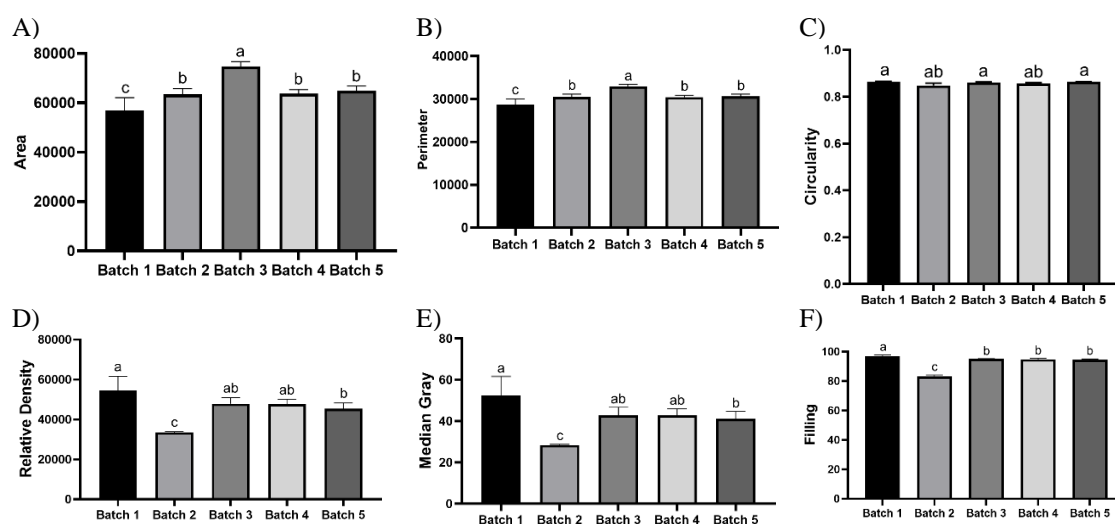 A)
Area
80000
60000
40000
20000
0
c
b
a
b
b
Batch 1 Batch 2 Batch 3 Batch 4 Batch 5
B)
Perimeter
40000
30000
20000
10000
0
c
b
a
b
b
Batch 1 Batch 2 Batch 3 Batch 4 Batch 5
C)
Circularity
1.0
0.8
0.6
0.4
0.2
0.0
a
ab
a
ab
a
Batch 1 Batch 2 Batch 3 Batch 4 Batch 5
D)
Relative Density
80000
60000
40000
20000
0
a
c
ab
ab
b
Batch 1 Batch 2 Batch 3 Batch 4 Batch 5
E)
Median Gray
80
60
40
20
0
a
c
ab
ab
b
Batch 1 Batch 2 Batch 3 Batch 4 Batch 5
F)
Filling
100
80
60
40
20
0
a
c
b
b
b
Batch 1 Batch 2 Batch 3 Batch 4 Batch 5